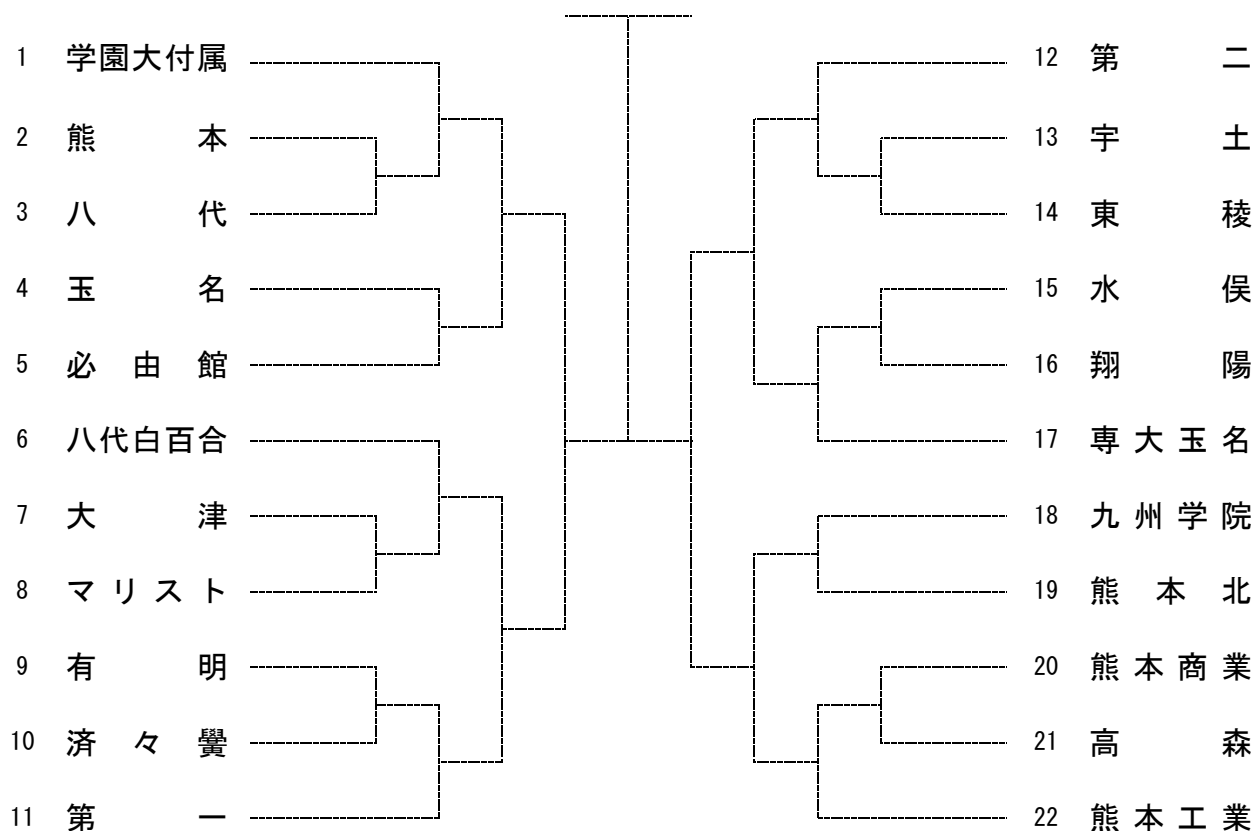 1 学園大付属
2 熊本
3 八代
4 玉名
5 必由館
6 八代白百合
7 大津
8 マリスト
9 有明
10 済々黌
11 第一
12 第二
13 宇土
14 東稜
15 水俣
16 翔陽
17 専大玉名
18 九州学院
19 熊本北
20 熊本商業
21 高森
22 熊本工業